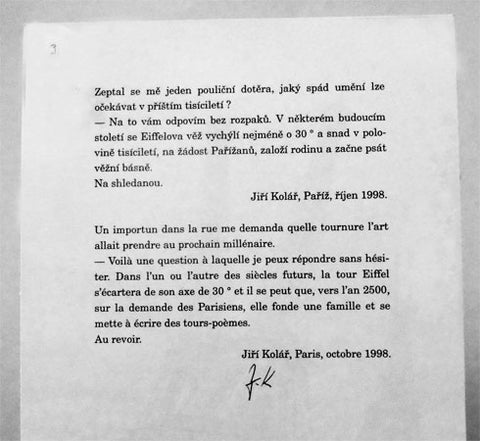 3
Zeptal se mě jeden pouliční dotěra, jaký spád umění lze
očekávat v příštím tisíciletí ?
— Na to vám odpovím bez rozpaků. V některém budoucím
století se Eiffelova věž vychýlí nejméně o 30 ° a snad v polo-
vině tisíciletí, na žádost Pařížanů, založí rodinu a začne psát
věžní básně.
Na shledanou.
Jiří Kolář, Paříž, říjen 1998.
Un importun dans la rue me demanda quelle tournure l'art
allait prendre au prochain millénaire.
— Voilà une question à laquelle je peux répondre sans hési-
ter. Dans l'un ou l'autre des siècles futurs, la tour Eiffel
s'écartera de son axe de 30 ° et il se peut que, vers l'an 2500,
sur la demande des Parisiens, elle fonde une famille et se
mette à écrire des tours-poèmes.
Au revoir.
Jiří Kolář, Paris, octobre 1998.
J.K